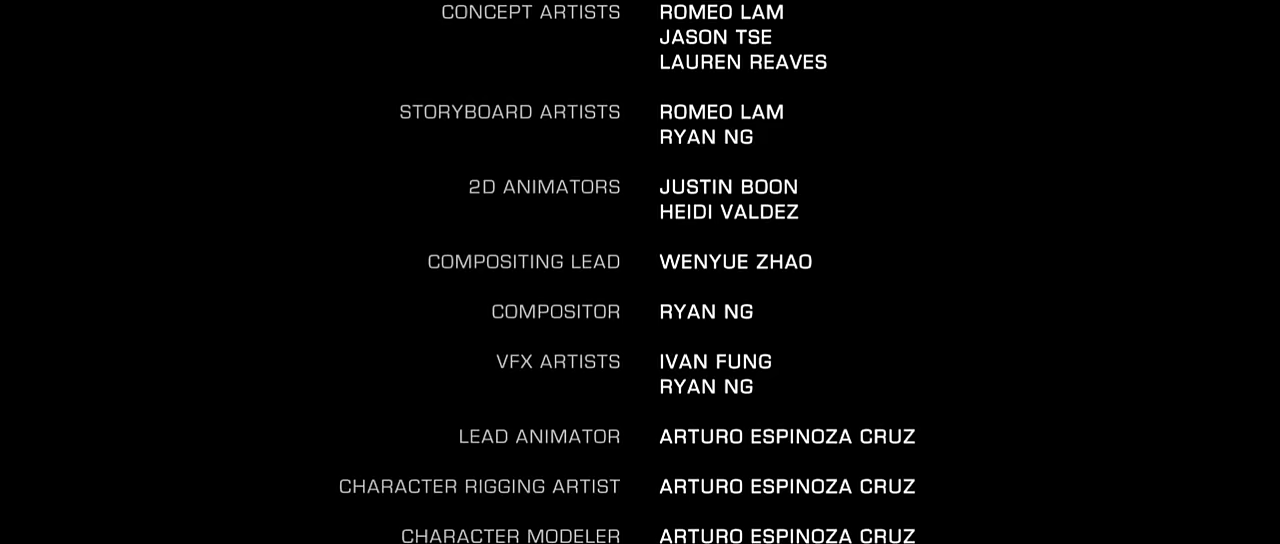 CONCEPT ARTISTS ROMEO LAM
JASON TSE
LAUREN REAVES
STORYBOARD ARTISTS ROMEO LAM
RYAN NG
2D ANIMATORS JUSTIN BOON
HEIDI VALDEZ
COMPOSITING LEAD WENYUE ZHAO
COMPOSITOR RYAN NG
VFX ARTISTS IVAN FUNG
RYAN NG
LEAD ANIMATOR ARTURO ESPINOZA CRUZ
CHARACTER RIGGING ARTIST ARTURO ESPINOZA CRUZ
CHARACTER MODELER ARTURO ESPINOZA CRUZ